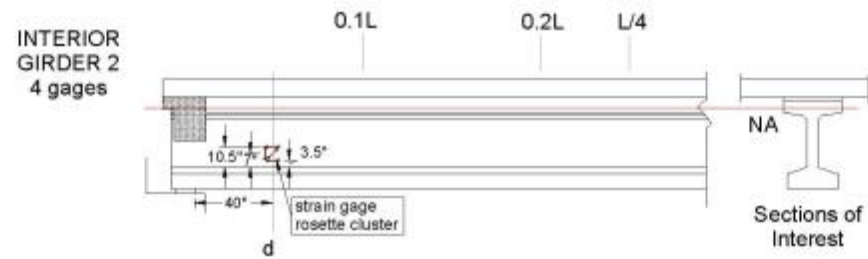 INTERIOR
GIRDER 2
4 gages
0.1L
0.2L
L/4
NA
10.5"
7"
3.5"
40"
strain gage
rosette cluster
d
Sections of
Interest